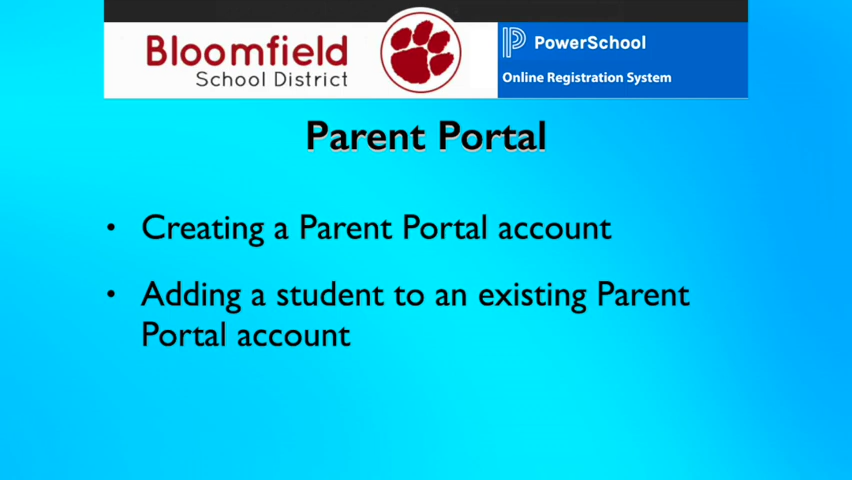 Bloomfield
School District
PowerSchool
Online Registration System
Parent Portal
• Creating a Parent Portal account
• Adding a student to an existing Parent
Portal account